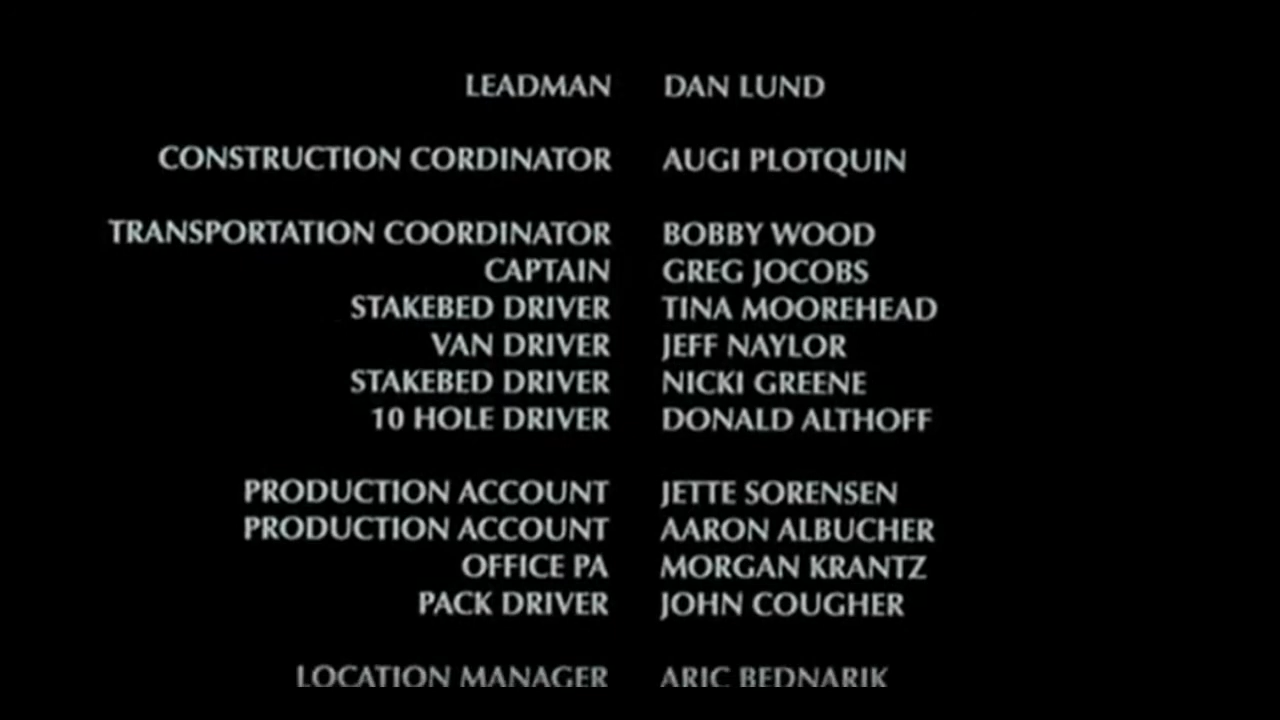 LEADMAN DAN LUND
CONSTRUCTION CORDINATOR AUGI PLOTQUIN
TRANSPORTATION COORDINATOR BOBBY WOOD
CAPTAIN GREG JOCOBS
STAKEBED DRIVER TINA MOOREHEAD
VAN DRIVER JEFF NAYLOR
STAKEBED DRIVER NICKI GREENE
10 HOLE DRIVER DONALD ALTHOFF
PRODUCTION ACCOUNT JETTE SORENSEN
PRODUCTION ACCOUNT AARON ALBUCHER
OFFICE PA MORGAN KRANTZ
PACK DRIVER JOHN COUGHER
LOCATION MANAGER ARIC BEDNARIK